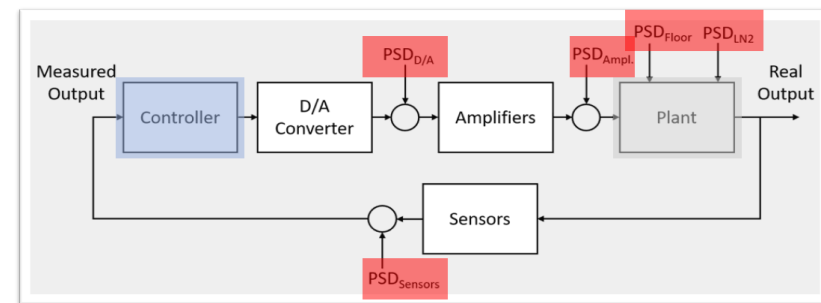 PSD_Floor PSD_LN2
PSD_D/A PSD_Ampl.
Measured
Output
Real
Output
Controller
D/A
Converter
Amplifiers
Plant
Sensors
PSD_Sensors